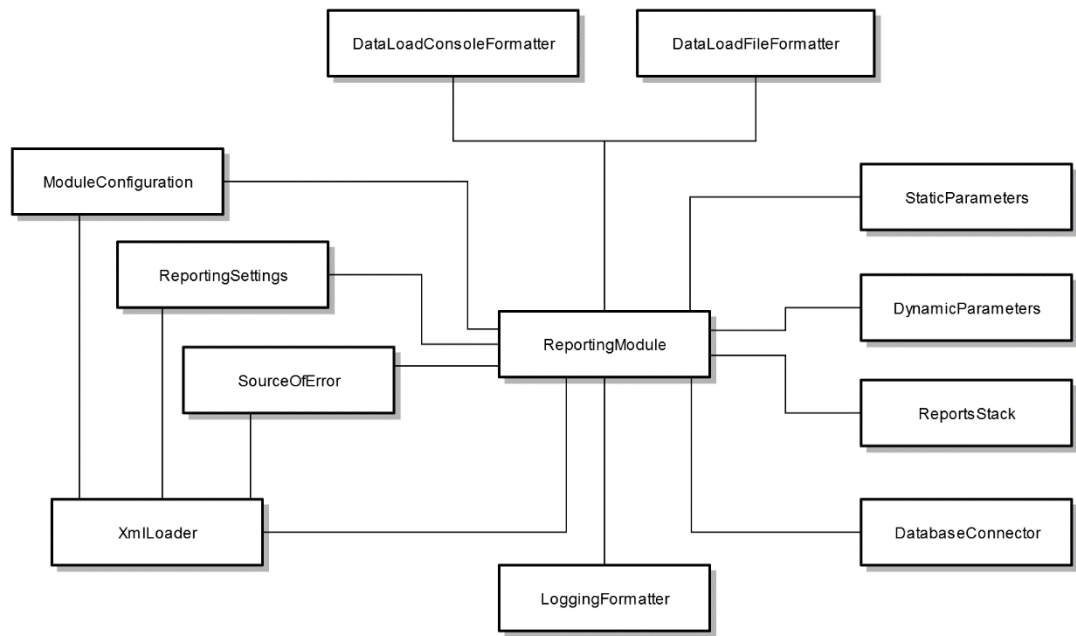 DataLoadConsoleFormatter
DataLoadFileFormatter
ModuleConfiguration
StaticParameters
ReportingSettings
DynamicParameters
ReportingModule
SourceOfError
ReportsStack
XmlLoader
DatabaseConnector
LoggingFormatter